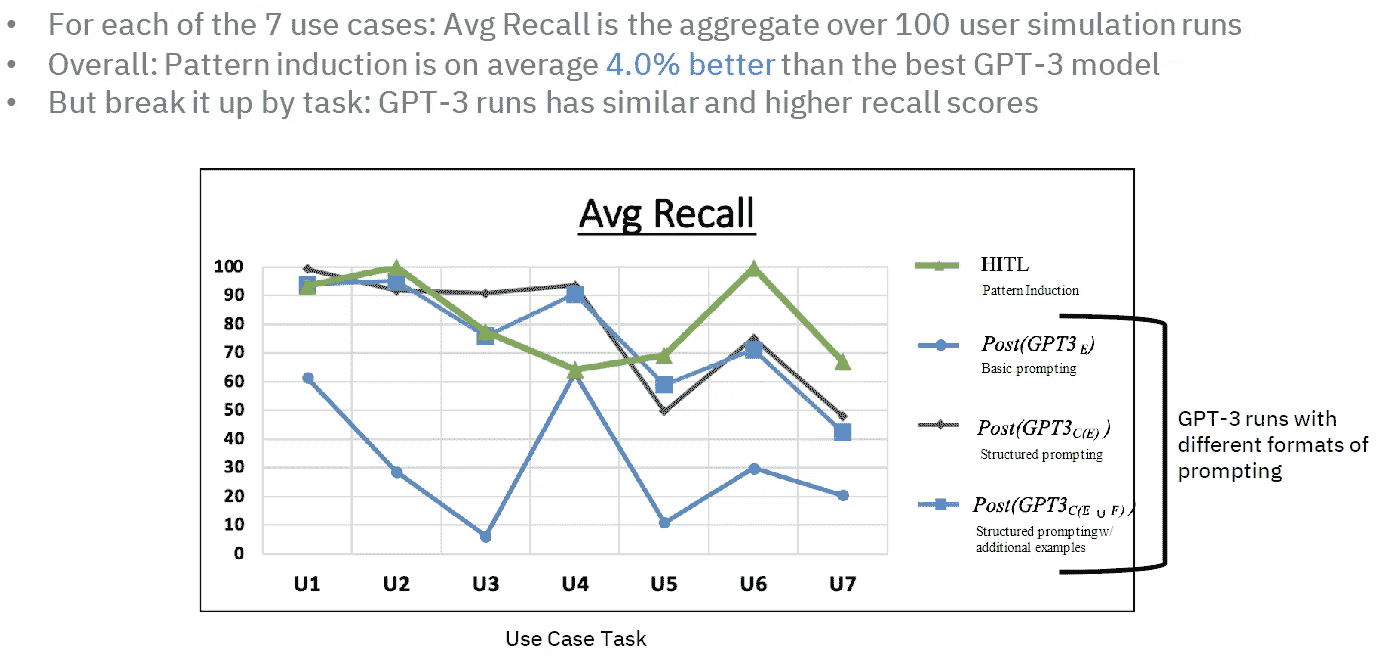 • For each of the 7 use cases: Avg Recall is the aggregate over 100 user simulation runs
• Overall: Pattern induction is on average 4.0% better than the best GPT-3 model
• But break it up by task: GPT-3 runs has similar and higher recall scores
Avg Recall
100
90
80
70
60
50
40
30
20
10
0
U1 U2 U3 U4 U5 U6 U7
Use Case Task
HITL
Pattern Induction
Post(GPT3 E)
Basic prompting
Post(GPT3C(E))
Structured prompting
Post(GPT3C(E ∪ F))
Structured prompting w/
additional examples
GPT-3 runs with
different formats of
prompting